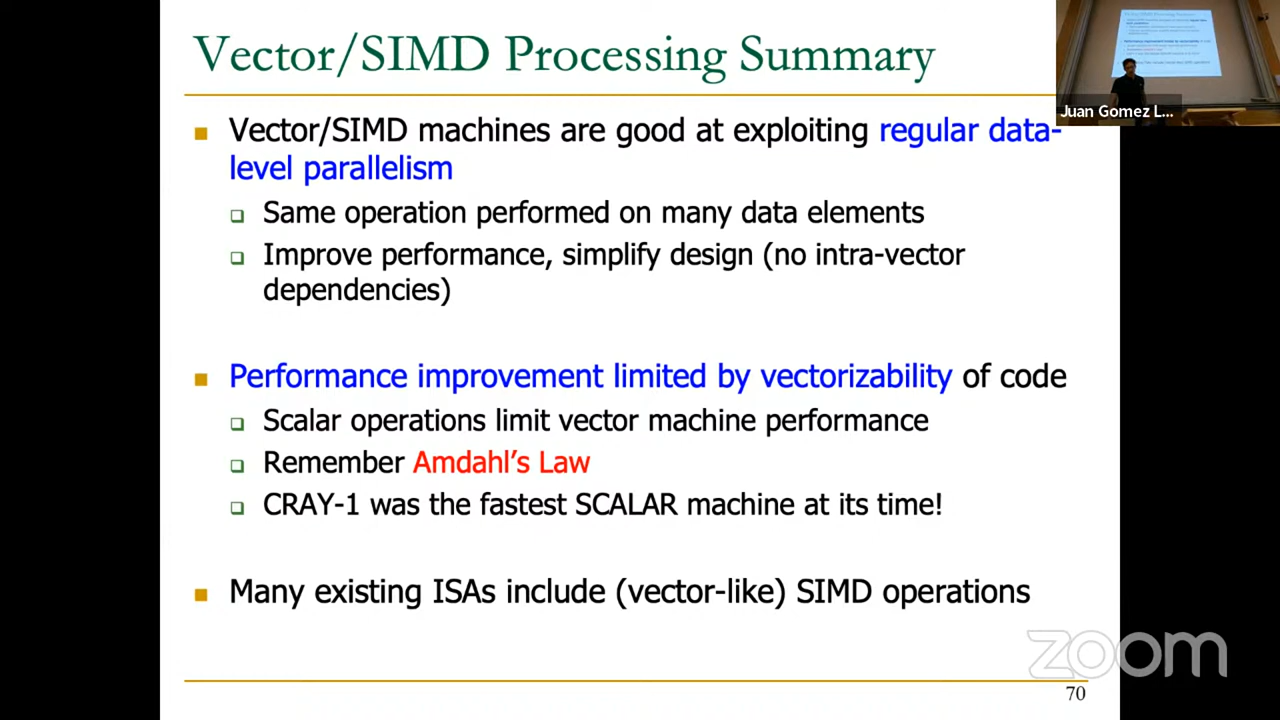 Vector/SIMD Processing Summary
Juan Gomez L...
Vector/SIMD machines are good at exploiting regular data-
level parallelism
Same operation performed on many data elements
Improve performance, simplify design (no intra-vector
dependencies)
Performance improvement limited by vectorizability of code
Scalar operations limit vector machine performance
Remember Amdahl's Law
CRAY-1 was the fastest SCALAR machine at its time!
Many existing ISAs include (vector-like) SIMD operations
zoom
70